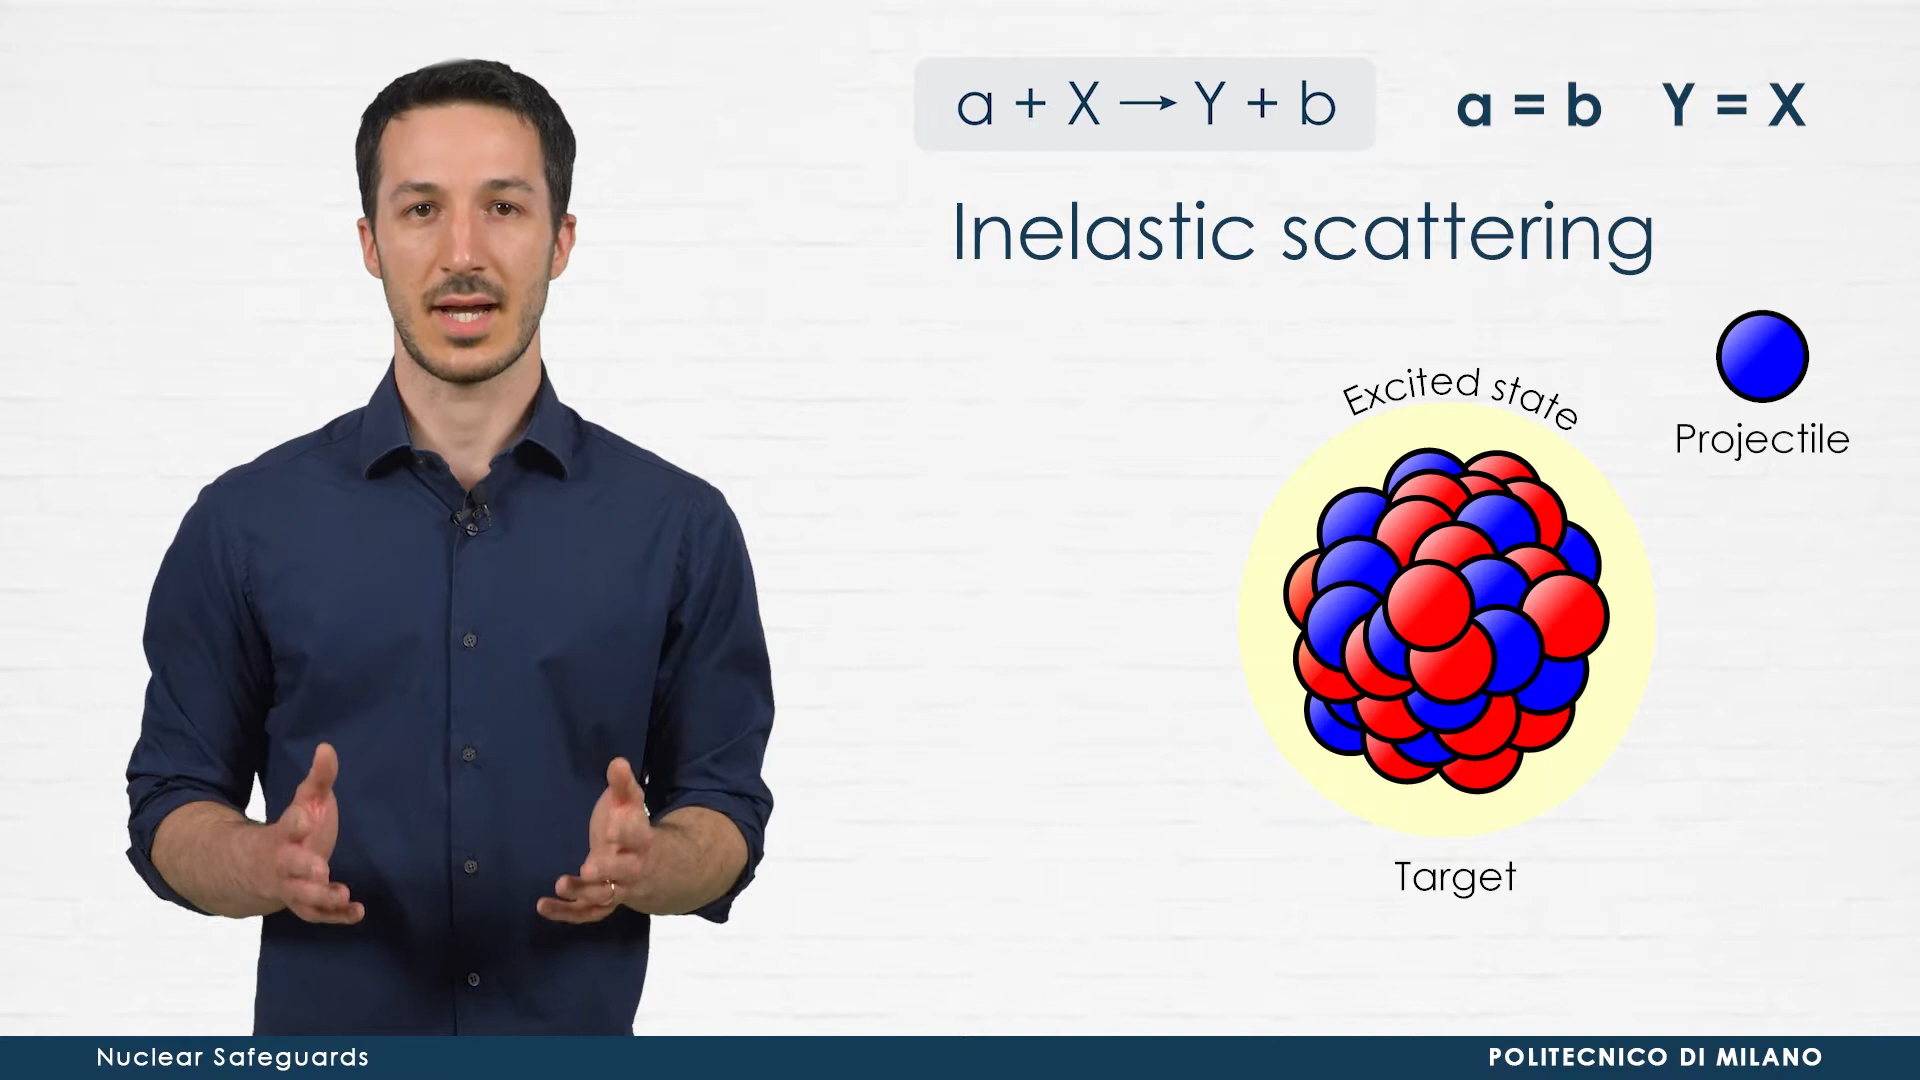 a + X → Y + b
a = b Y = X
Inelastic scattering
Excited state
Projectile
Target
Nuclear Safeguards
POLITECNICO DI MILANO